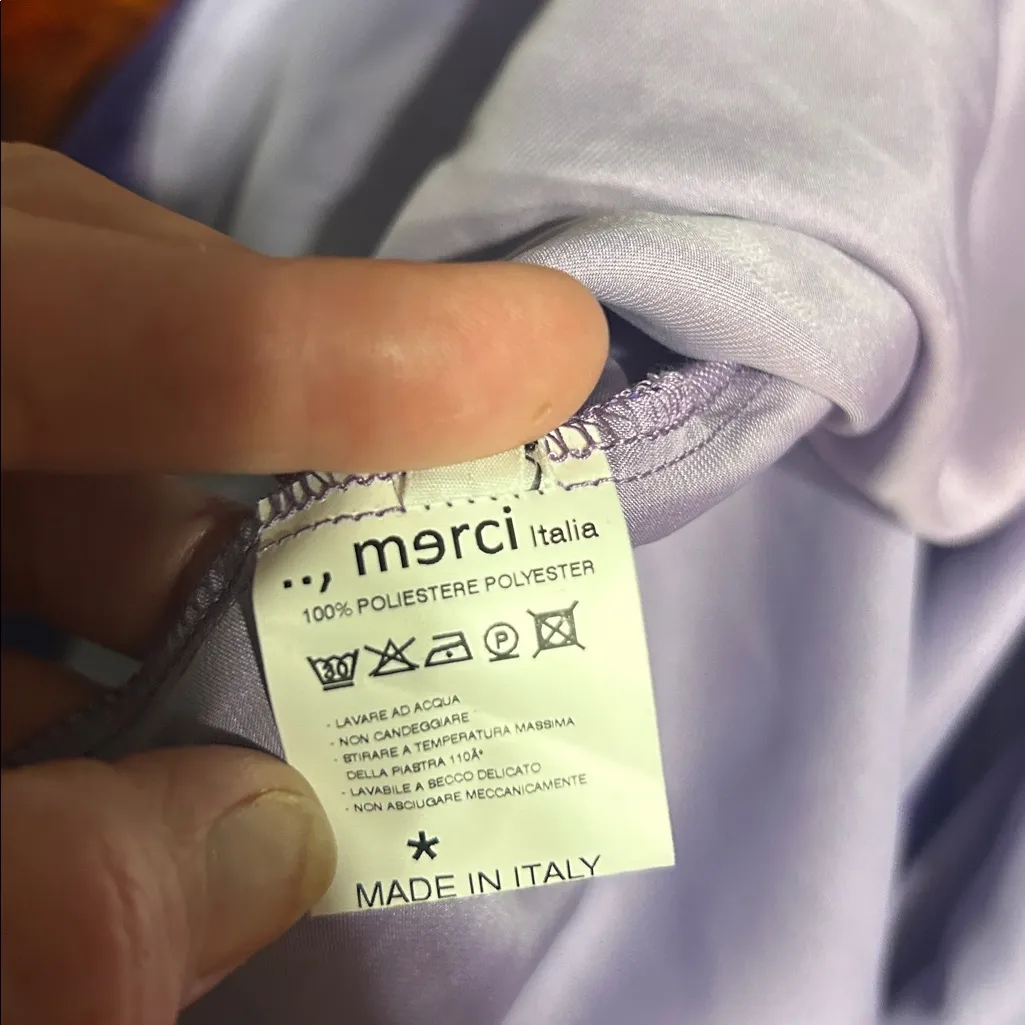 .., mərci Italia
100% POLIESTERE POLYESTER
30 P
- LAVARE AD ACQUA
- NON CANDEGGIARE
- STIRARE A TEMPERATURA MASSIMA
DELLA PIASTRA 110Â°
- LAVABILE A SECCO DELICATO
- NON ASCIUGARE MECCANICAMENTE
*
MADE IN ITALY